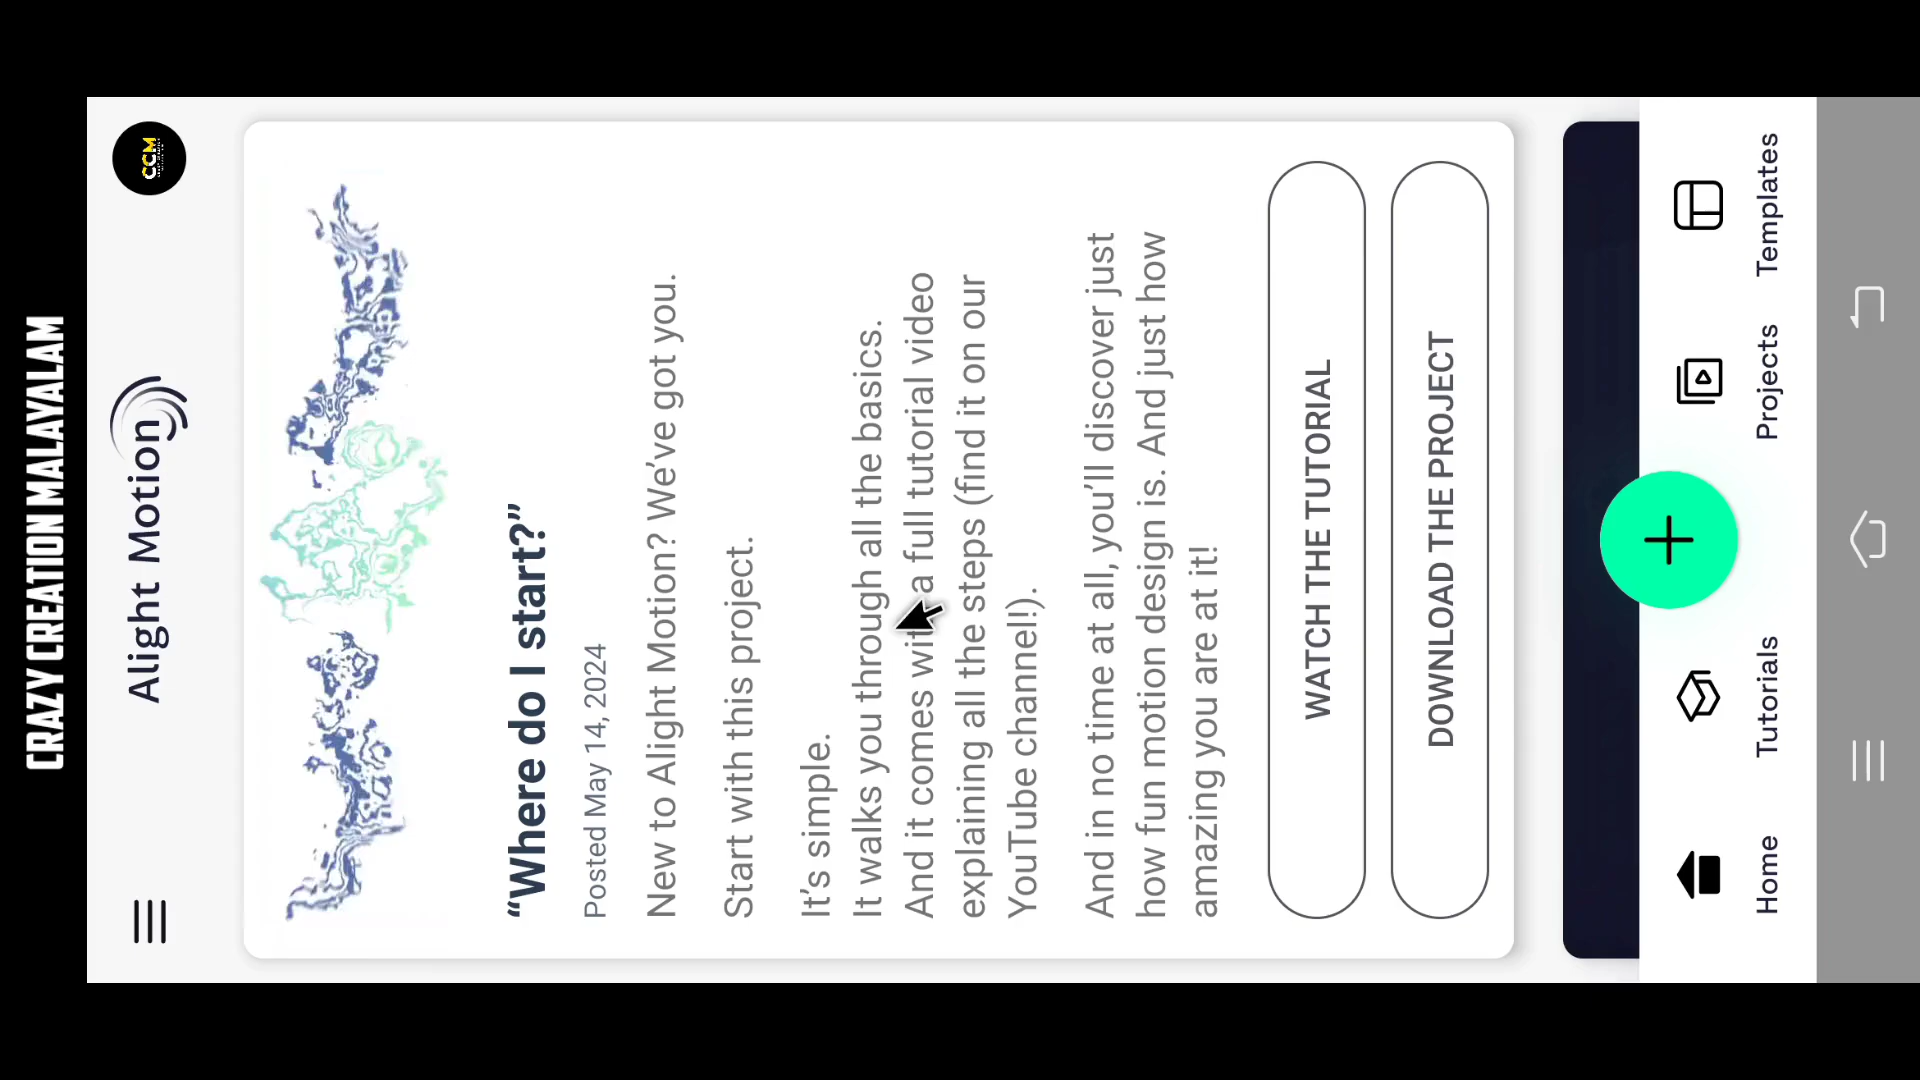 CRAZY CREATION MALAYALAM
CCM
Alight Motion
“Where do I start?”
Posted May 14, 2024
New to Alight Motion? We’ve got you.
Start with this project.
It’s simple.
It walks you through all the basics.
And it comes with a full tutorial video
explaining all the steps (find it on our
YouTube channel!).
And in no time at all, you’ll discover just
how fun motion design is. And just how
amazing you are at it!
WATCH THE TUTORIAL
DOWNLOAD THE PROJECT
Home
Tutorials
Projects
Templates